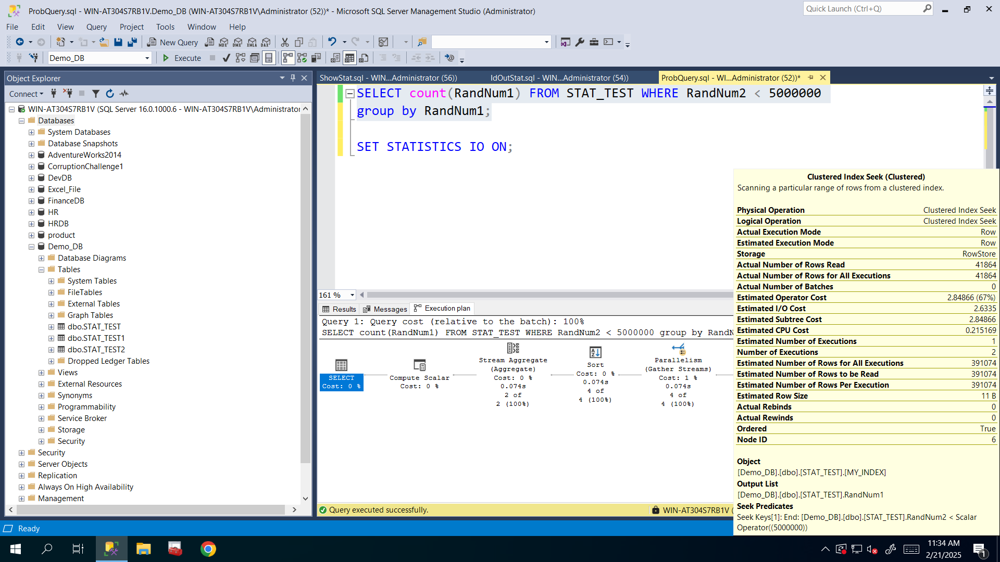 ProbQuery.sql - WIN-AT304S7RB1V.Demo_DB (WIN-AT304S7RB1V\Administrator (52))* - Microsoft SQL Server Management Studio (Administrator)
Quick Launch (Ctrl+Q)
File Edit View Query Project Tools Window Help
New Query
MDX DMX XMLA DAX
Demo_DB
Execute
Object Explorer
ShowStat.sql - WIN...Administrator (56))
IdOutStat.sql - WIN...Administrator (54))
ProbQuery.sql - WI...Administrator (52))*
Connect
WIN-AT304S7RB1V (SQL Server 16.0.1000.6 - WIN-AT304S7RB1V\Administrator
Databases
System Databases
Database Snapshots
AdventureWorks2014
CorruptionChallenge1
DevDB
Excel_File
FinanceDB
HR
HRDB
product
Demo_DB
Database Diagrams
Tables
System Tables
FileTables
External Tables
Graph Tables
dbo.STAT_TEST
dbo.STAT_TEST1
dbo.STAT_TEST2
Dropped Ledger Tables
Views
External Resources
Synonyms
Programmability
Service Broker
Storage
Security
Security
Server Objects
Replication
Always On High Availability
Management
SELECT count(RandNum1) FROM STAT_TEST WHERE RandNum2 < 5000000
group by RandNum1;
SET STATISTICS IO ON;
161 %
Results
Messages
Execution plan
Query 1: Query cost (relative to the batch): 100%
SELECT count(RandNum1) FROM STAT_TEST WHERE RandNum2 < 5000000 group by RandN
SELECT
Cost: 0 %
Compute Scalar
Cost: 0 %
Stream Aggregate
(Aggregate)
Cost: 0 %
0.074s
2 of
2 (100%)
Sort
Cost: 0 %
0.074s
4 of
4 (100%)
Parallelism
(Gather Streams)
Cost: 1 %
0.074s
4 of
4 (100%)
Query executed successfully.
WIN-AT304S7RB1V (
Clustered Index Seek (Clustered)
Scanning a particular range of rows from a clustered index.
Physical Operation Clustered Index Seek
Logical Operation Clustered Index Seek
Actual Execution Mode Row
Estimated Execution Mode Row
Storage RowStore
Actual Number of Rows Read 41864
Actual Number of Rows for All Executions 41864
Actual Number of Batches 0
Estimated Operator Cost 2.84866 (67%)
Estimated I/O Cost 2.6335
Estimated Subtree Cost 2.84866
Estimated CPU Cost 0.215169
Estimated Number of Executions 1
Number of Executions 2
Estimated Number of Rows for All Executions 391074
Estimated Number of Rows to be Read 391074
Estimated Number of Rows Per Execution 391074
Estimated Row Size 11 B
Actual Rebinds 0
Actual Rewinds 0
Ordered True
Node ID 6
Object
[Demo_DB].[dbo].[STAT_TEST].[MY_INDEX]
Output List
[Demo_DB].[dbo].[STAT_TEST].RandNum1
Seek Predicates
Seek Keys[1]: End: [Demo_DB].[dbo].[STAT_TEST].RandNum2 < Scalar
Operator((5000000))
Ready
11:34 AM
2/21/2025
1